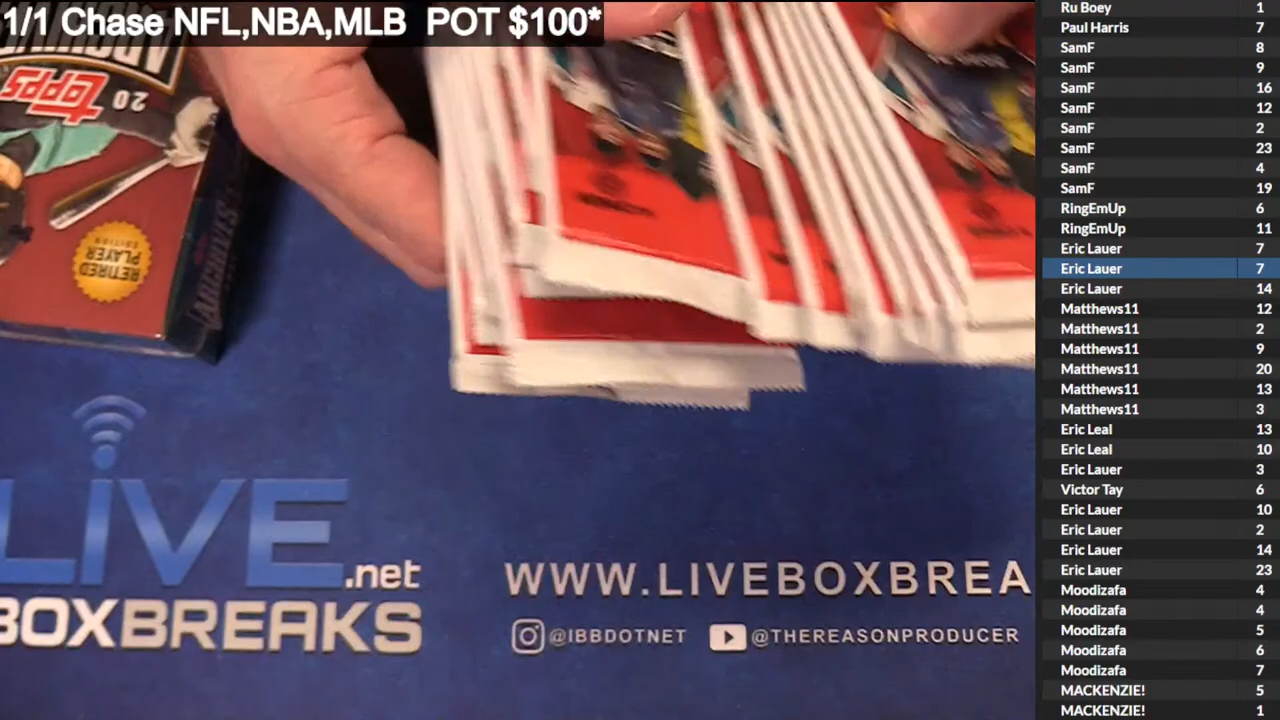 1/1 Chase NFL,NBA,MLB  POT $100*
20
Topps
ARCHIVES
RETIRED
PLAYER
EDITION
ARCHIVES
LIVE
.net
BOXBREAKS
WWW.LIVEBOXBREA
@IBBDOTNET
@THEREASONPRODUCER
Ru Boey 1
Paul Harris 7
SamF 8
SamF 9
SamF 16
SamF 12
SamF 2
SamF 23
SamF 4
SamF 19
RingEmUp 6
RingEmUp 11
Eric Lauer 7
Eric Lauer 7
Eric Lauer 14
Matthews11 12
Matthews11 2
Matthews11 9
Matthews11 20
Matthews11 13
Matthews11 3
Eric Leal 13
Eric Leal 10
Eric Lauer 3
Victor Tay 6
Eric Lauer 10
Eric Lauer 2
Eric Lauer 14
Eric Lauer 23
Moodizafa 4
Moodizafa 4
Moodizafa 5
Moodizafa 6
Moodizafa 7
MACKENZIE! 5
MACKENZIE! 1